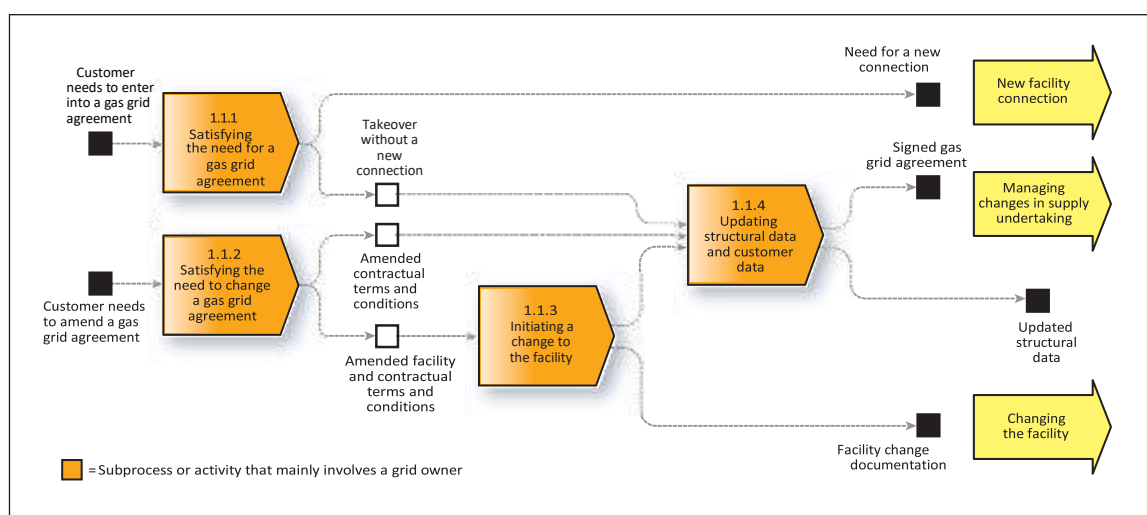 Customer
needs to enter
into a gas grid
agreement
1.1.1
Satisfying
the need for a
gas grid
agreement
Takeover
without a
new
connection
Need for a new
connection
New facility
connection
Signed gas
grid agreement
Managing
changes in supply
undertaking
1.1.4
Updating
structural data
and customer
data
1.1.2
Satisfying the
need to change
a gas grid
agreement
Customer needs
to amend a gas
grid agreement
Amended
contractual
terms and
conditions
1.1.3
Initiating a
change to
the facility
Amended facility
and contractual
terms and
conditions
Updated
structural
data
Changing
the facility
Facility change
documentation
= Subprocess or activity that mainly involves a grid owner